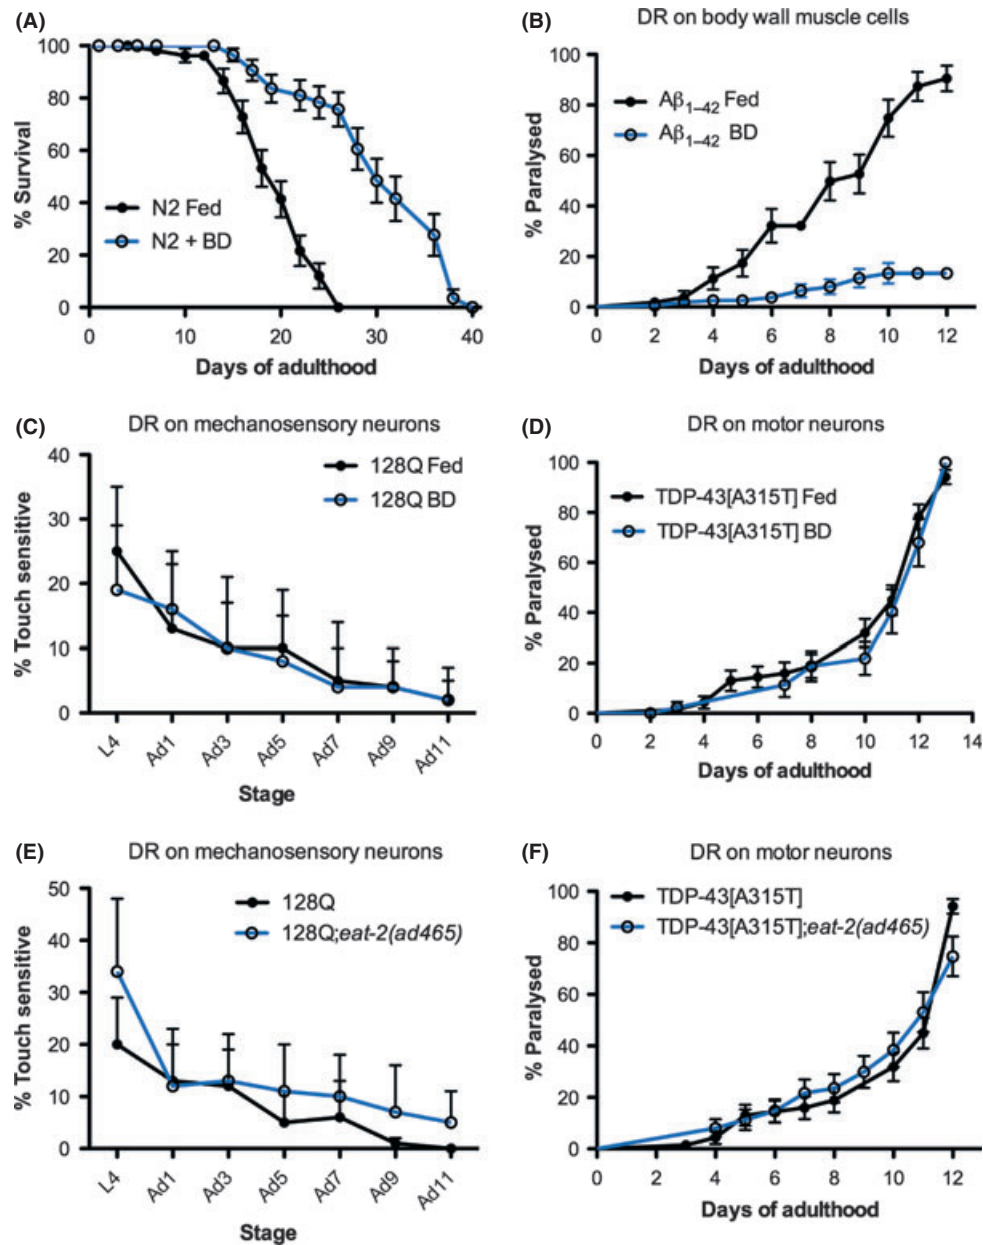 (A)
% Survival
100
80
60
40
20
0
N2 Fed
N2 + BD
0 10 20 30 40
Days of adulthood
(B)
DR on body wall muscle cells
% Paralysed
100
80
60
40
20
0
Aβ₁₋₄₂ Fed
Aβ₁₋₄₂ BD
0 2 4 6 8 10 12
Days of adulthood
(C)
DR on mechanosensory neurons
% Touch sensitive
40
30
20
10
0
128Q Fed
128Q BD
L4 Ad1 Ad3 Ad5 Ad7 Ad9 Ad11
Stage
(D)
DR on motor neurons
% Paralysed
100
80
60
40
20
0
TDP-43[A315T] Fed
TDP-43[A315T] BD
0 2 4 6 8 10 12 14
Days of adulthood
(E)
DR on mechanosensory neurons
% Touch sensitive
50
40
30
20
10
0
128Q
128Q;eat-2(ad465)
L4 Ad1 Ad3 Ad5 Ad7 Ad9 Ad11
Stage
(F)
DR on motor neurons
% Paralysed
100
80
60
40
20
0
TDP-43[A315T]
TDP-43[A315T];eat-2(ad465)
0 2 4 6 8 10 12
Days of adulthood